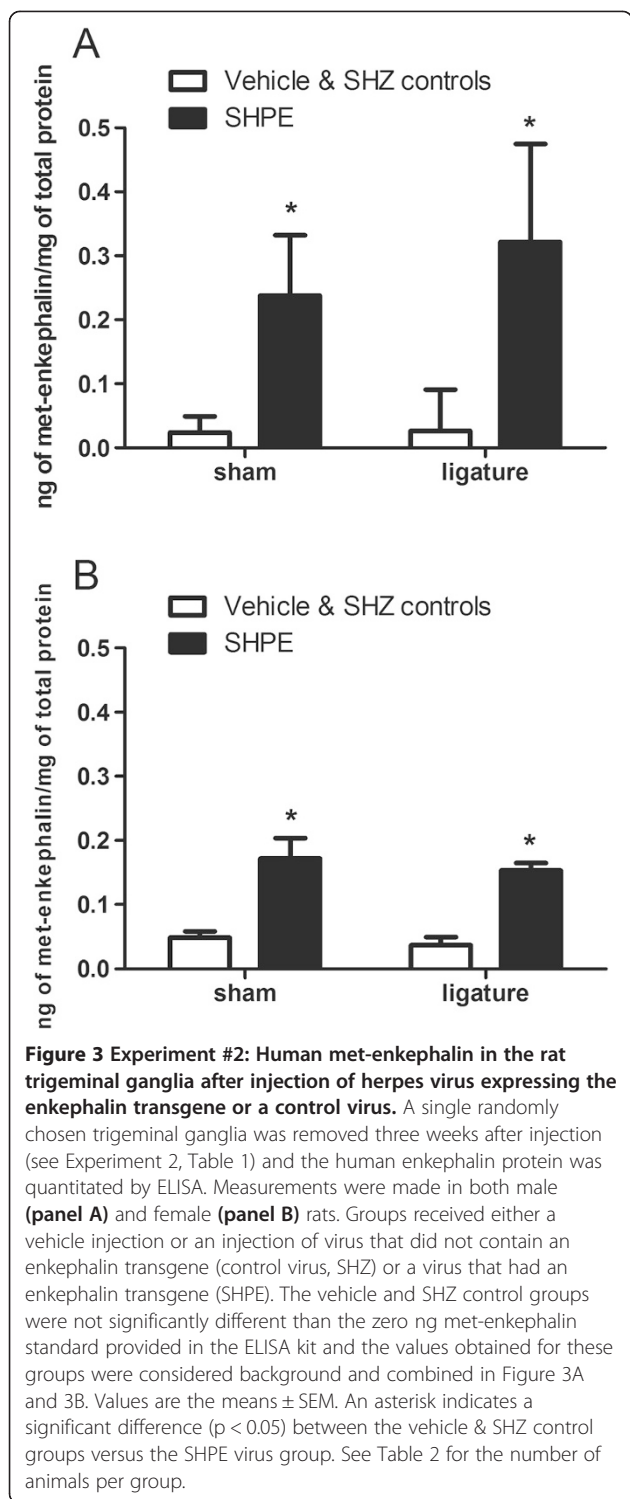 A
Vehicle & SHZ controls
SHPE
ng of met-enkephalin/mg of total protein
0.5
0.4
0.3
0.2
0.1
0.0
*
*
sham
ligature
B
Vehicle & SHZ controls
SHPE
ng of met-enkephalin/mg of total protein
0.5
0.4
0.3
0.2
0.1
0.0
*
*
sham
ligature
Figure 3 Experiment #2: Human met-enkephalin in the rat
trigeminal ganglia after injection of herpes virus expressing the
enkephalin transgene or a control virus. A single randomly
chosen trigeminal ganglia was removed three weeks after injection
(see Experiment 2, Table 1) and the human enkephalin protein was
quantitated by ELISA. Measurements were made in both male
(panel A) and female (panel B) rats. Groups received either a
vehicle injection or an injection of virus that did not contain an
enkephalin transgene (control virus, SHZ) or a virus that had an
enkephalin transgene (SHPE). The vehicle and SHZ control groups
were not significantly different than the zero ng met-enkephalin
standard provided in the ELISA kit and the values obtained for these
groups were considered background and combined in Figure 3A
and 3B. Values are the means ± SEM. An asterisk indicates a
significant difference (p < 0.05) between the vehicle & SHZ control
groups versus the SHPE virus group. See Table 2 for the number of
animals per group.